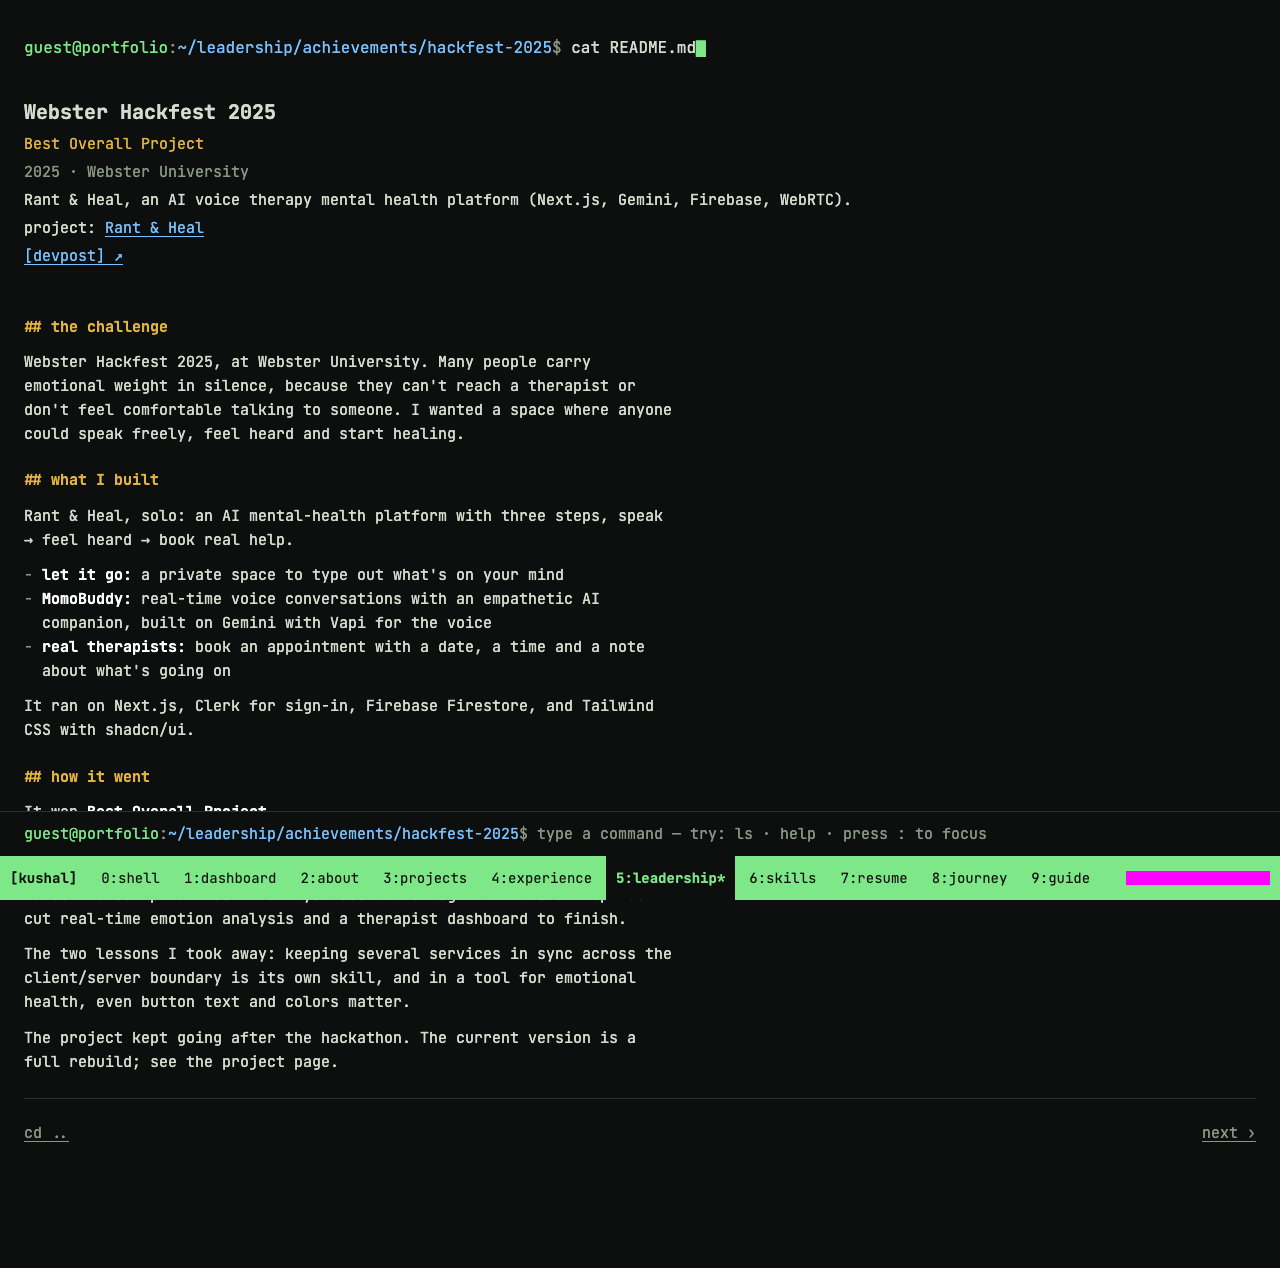 guest@portfolio:~/leadership/achievements/hackfest-2025$ cat README.md
Webster Hackfest 2025
Best Overall Project
2025 · Webster University
Rant & Heal, an AI voice therapy mental health platform (Next.js, Gemini, Firebase, WebRTC).
project: Rant & Heal
[devpost] ↗
## the challenge
Webster Hackfest 2025, at Webster University. Many people carry
emotional weight in silence, because they can't reach a therapist or
don't feel comfortable talking to someone. I wanted a space where anyone
could speak freely, feel heard and start healing.
## what I built
Rant & Heal, solo: an AI mental-health platform with three steps, speak
→ feel heard → book real help.
- let it go: a private space to type out what's on your mind
- MomoBuddy: real-time voice conversations with an empathetic AI
companion, built on Gemini with Vapi for the voice
- real therapists: book an appointment with a date, a time and a note
about what's going on
It ran on Next.js, Clerk for sign-in, Firebase Firestore, and Tailwind
CSS with shadcn/ui.
## how it went
It won Best Overall Project
guest@portfolio:~/leadership/achievements/hackfest-2025$ type a command — try: ls · help · press : to focus
[kushal] 0:shell 1:dashboard 2:about 3:projects 4:experience 5:leadership* 6:skills 7:resume 8:journey 9:guide
cut real-time emotion analysis and a therapist dashboard to finish.
The two lessons I took away: keeping several services in sync across the
client/server boundary is its own skill, and in a tool for emotional
health, even button text and colors matter.
The project kept going after the hackathon. The current version is a
full rebuild; see the project page.
cd ..
next ›